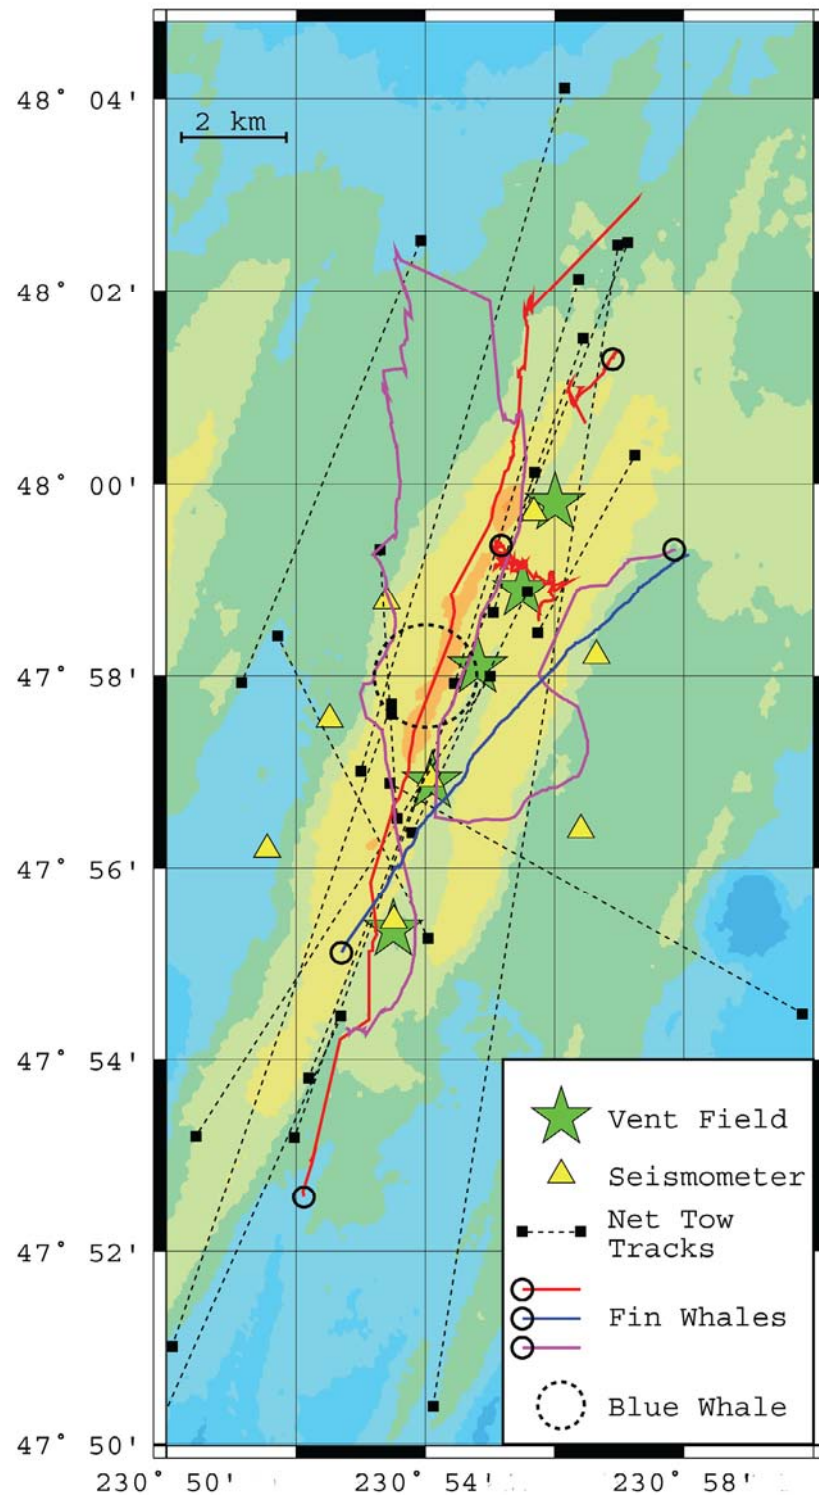 48° 04'
2 km
48° 02'
48° 00'
47° 58'
47° 56'
47° 54'
Vent Field
Seismometer
Net Tow
Tracks
47° 52'
Fin Whales
Blue Whale
47° 50'
230° 50' 230° 54' 230° 58'